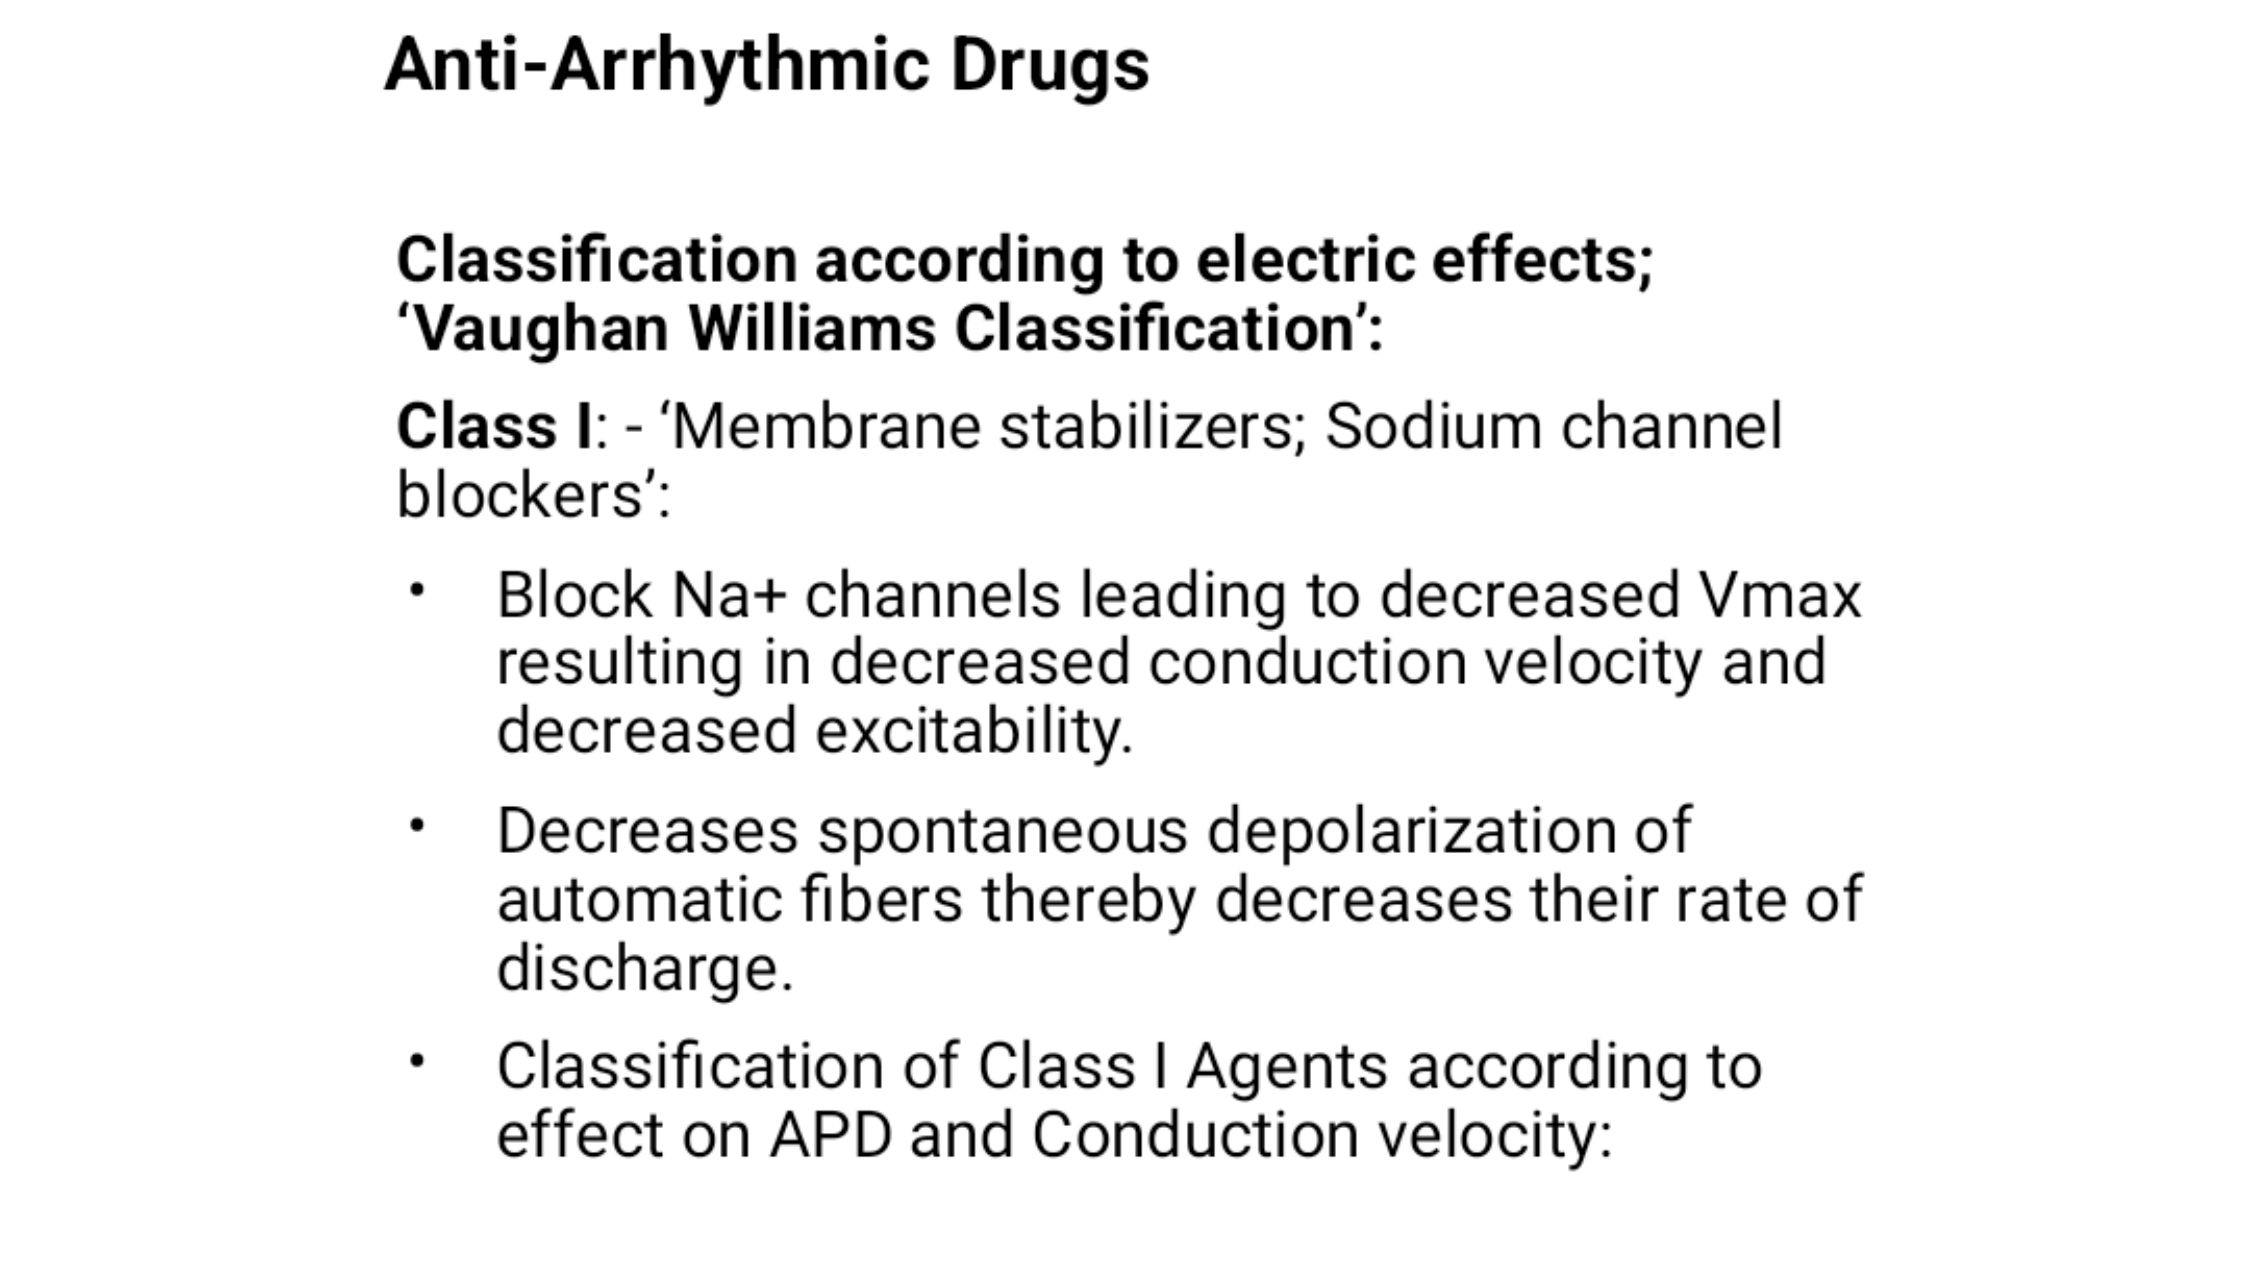 Anti-Arrhythmic Drugs
Classification according to electric effects;
‘Vaughan Williams Classification’:
Class I: - ‘Membrane stabilizers; Sodium channel
blockers’:
• Block Na+ channels leading to decreased Vmax
resulting in decreased conduction velocity and
decreased excitability.
• Decreases spontaneous depolarization of
automatic fibers thereby decreases their rate of
discharge.
• Classification of Class I Agents according to
effect on APD and Conduction velocity: